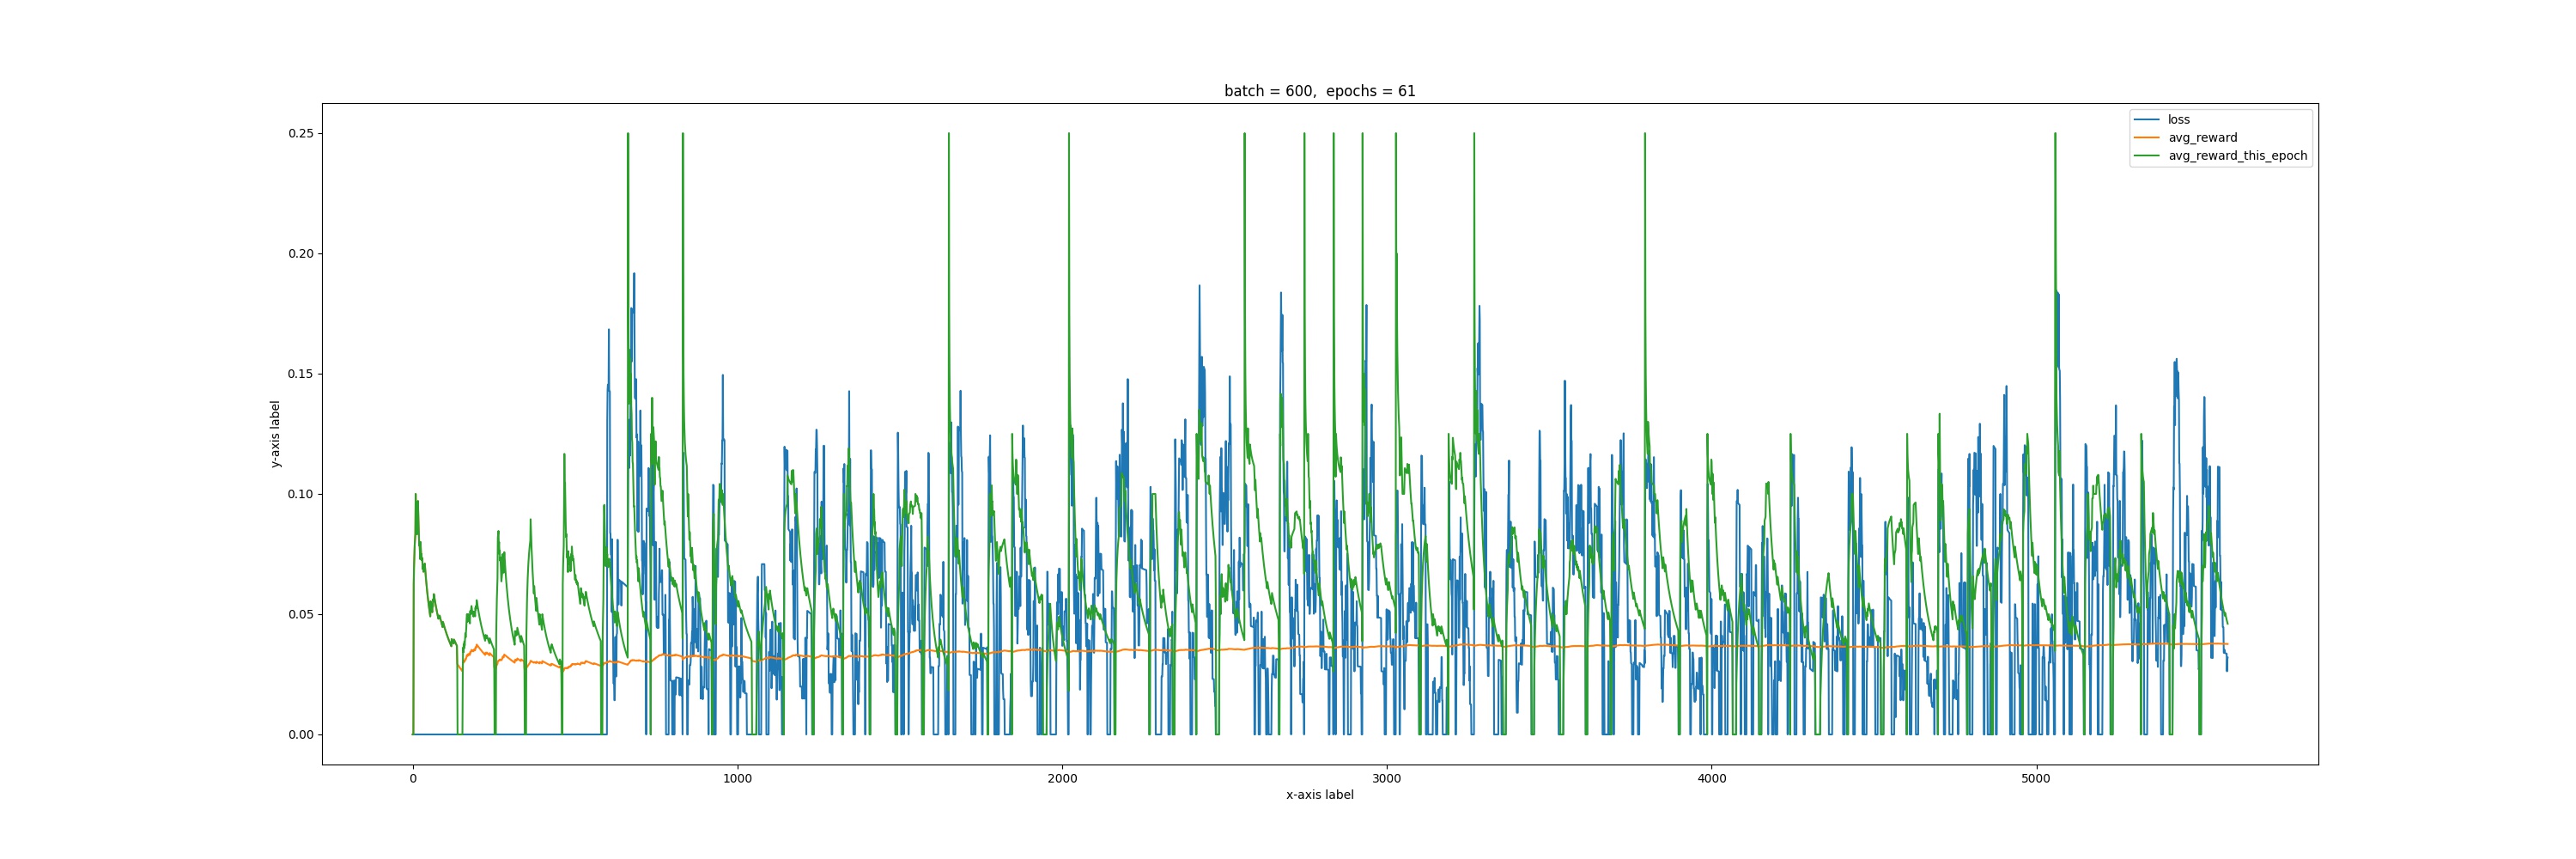 batch = 600,  epochs = 61
loss
avg_reward
avg_reward_this_epoch
0.25
0.20
0.15
0.10
0.05
0.00
y-axis label
0 1000 2000 3000 4000 5000
x-axis label